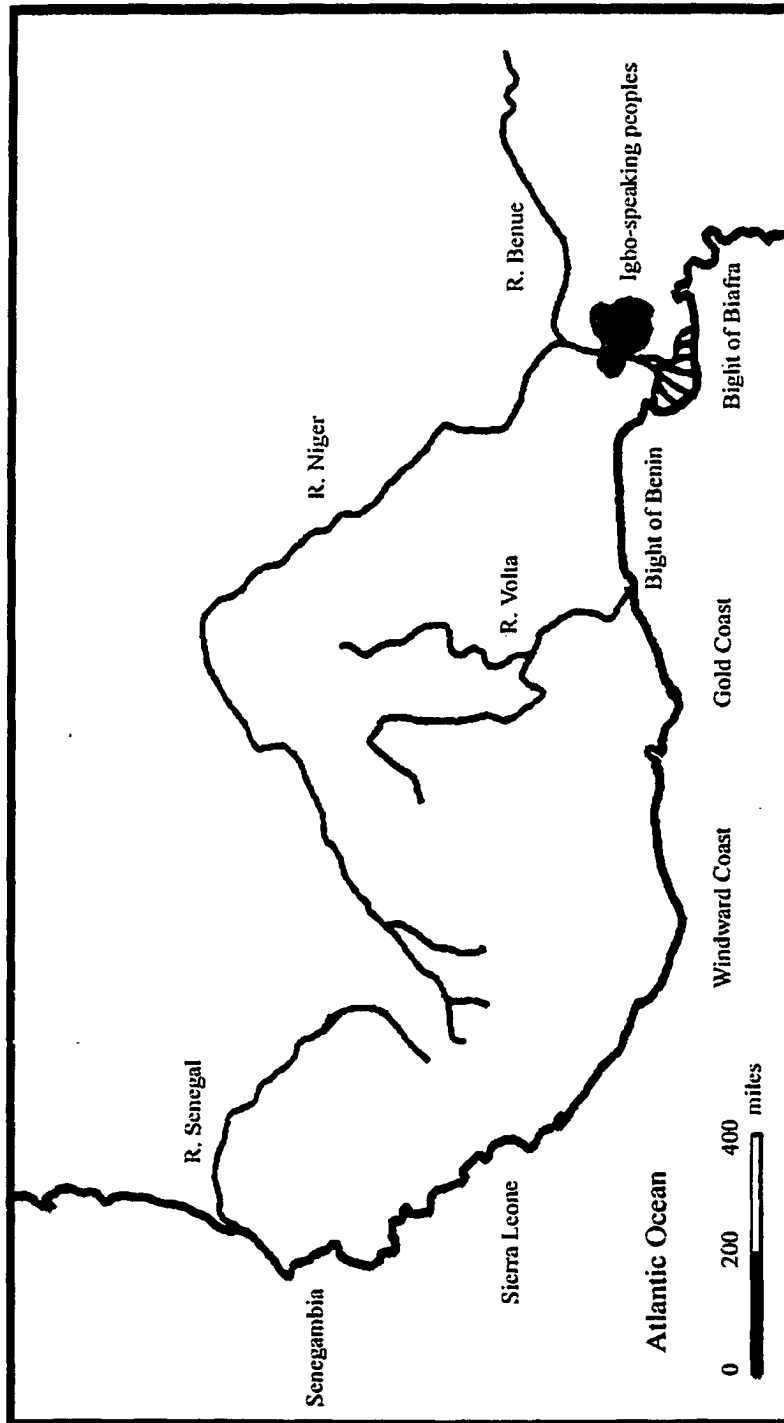 R. Senegal
R. Niger
R. Benue
Igbo-speaking peoples
R. Volta
Senegambia
Sierra Leone
Windward Coast
Gold Coast
Bight of Benin
Bight of Biafra
Atlantic Ocean
0 200 400 miles